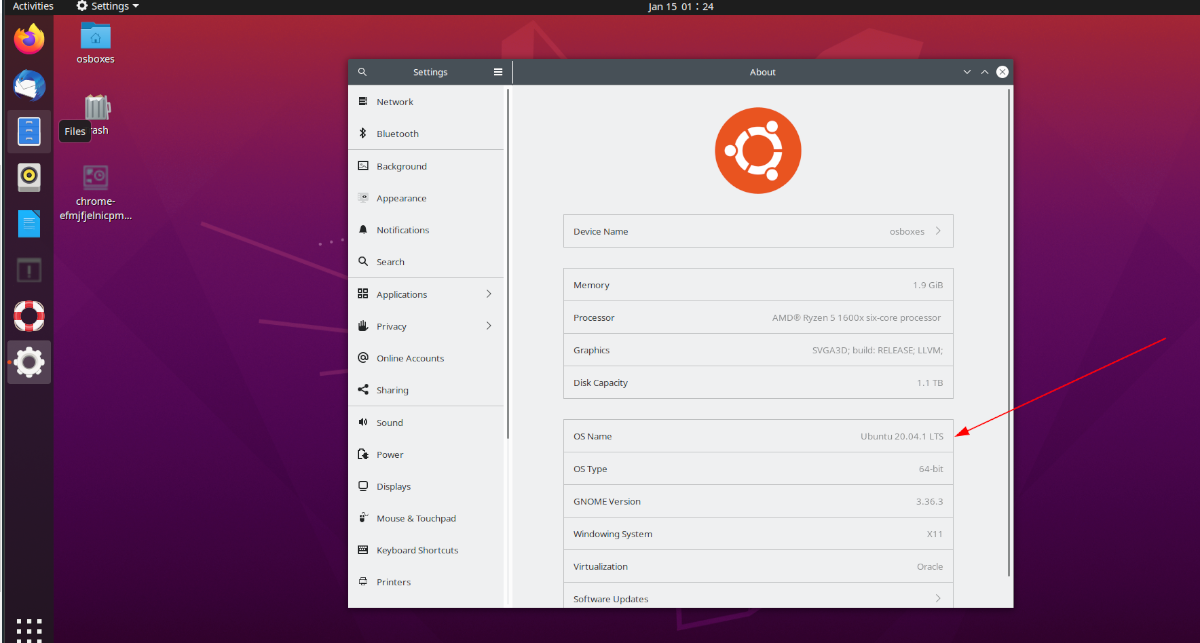 Activities
Settings
Jan 15 01:24
osboxes
Files
rash
chrome-
efmjfjelnicpm...
Settings
About
Network
Bluetooth
Background
Appearance
Notifications
Search
Applications
Privacy
Online Accounts
Sharing
Sound
Power
Displays
Mouse & Touchpad
Keyboard Shortcuts
Printers
Device Name osboxes
Memory 1.9 GiB
Processor AMD® Ryzen 5 1600x six-core processor
Graphics SVGA3D; build: RELEASE; LLVM;
Disk Capacity 1.1 TB
OS Name Ubuntu 20.04.1 LTS
OS Type 64-bit
GNOME Version 3.36.3
Windowing System X11
Virtualization Oracle
Software Updates